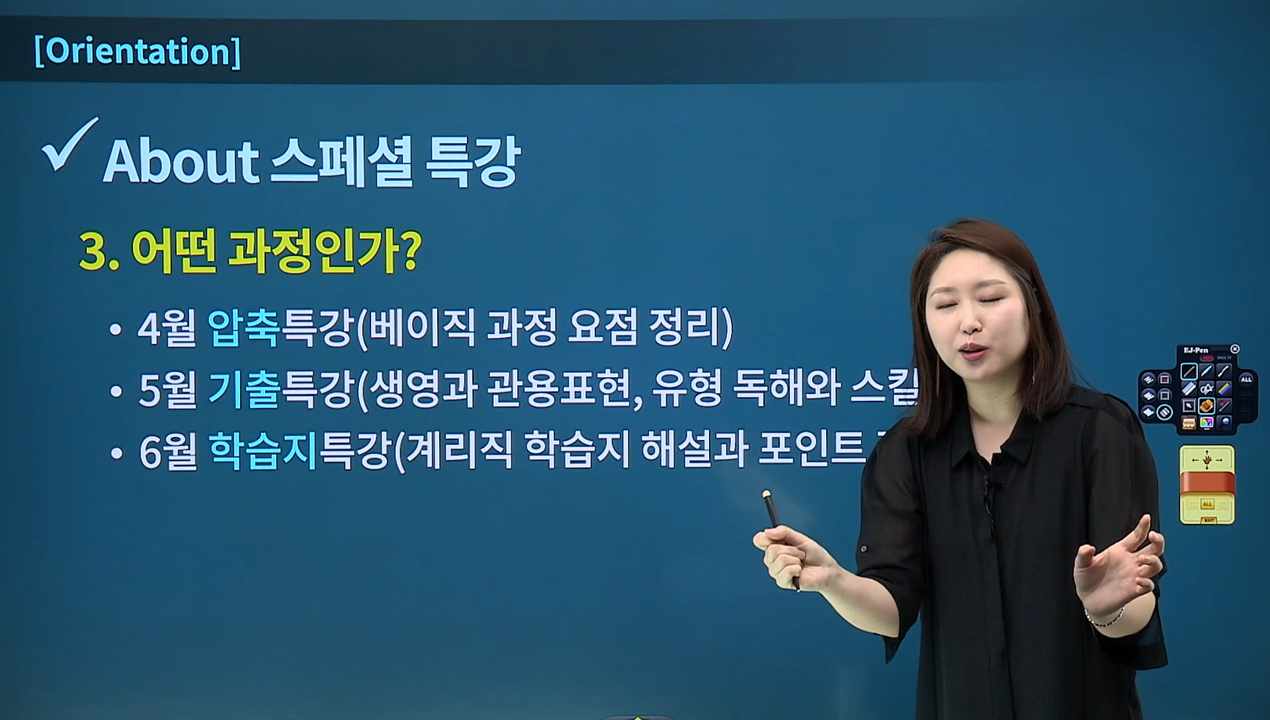 [Orientation]
About 스페셜 특강
3. 어떤 과정인가?
• 4월 압축특강(베이직 과정 요점 정리)
• 5월 기출특강(생영과 관용표현, 유형 독해와 스킬
• 6월 학습지특강(계리직 학습지 해설과 포인트
EJ-Pen
ALL
ALL
EXIT